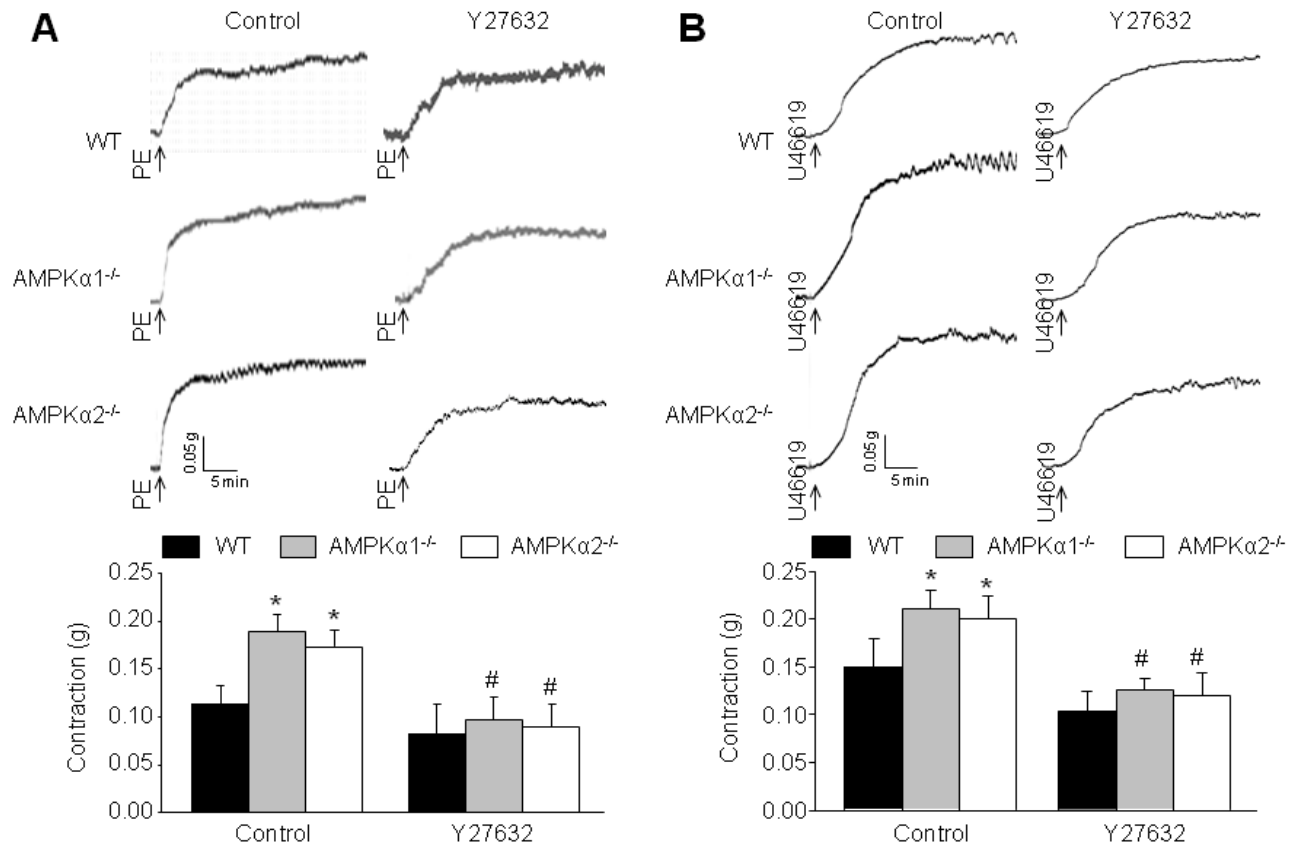 A
Control
Y27632
WT
PE
PE
AMPKα1-/-
PE
PE
AMPKα2-/-
0.05 g
5 min
PE
PE
WT
AMPKα1-/-
AMPKα2-/-
Contraction (g)
0.25
0.20
0.15
0.10
0.05
0.00
*
*
#
#
Control
Y27632
B
Control
Y27632
WT
U46619
U46619
AMPKα1-/-
U46619
U46619
AMPKα2-/-
0.05 g
5 min
U46619
U46619
WT
AMPKα1-/-
AMPKα2-/-
Contraction (g)
0.25
0.20
0.15
0.10
0.05
0.00
*
*
#
#
Control
Y27632